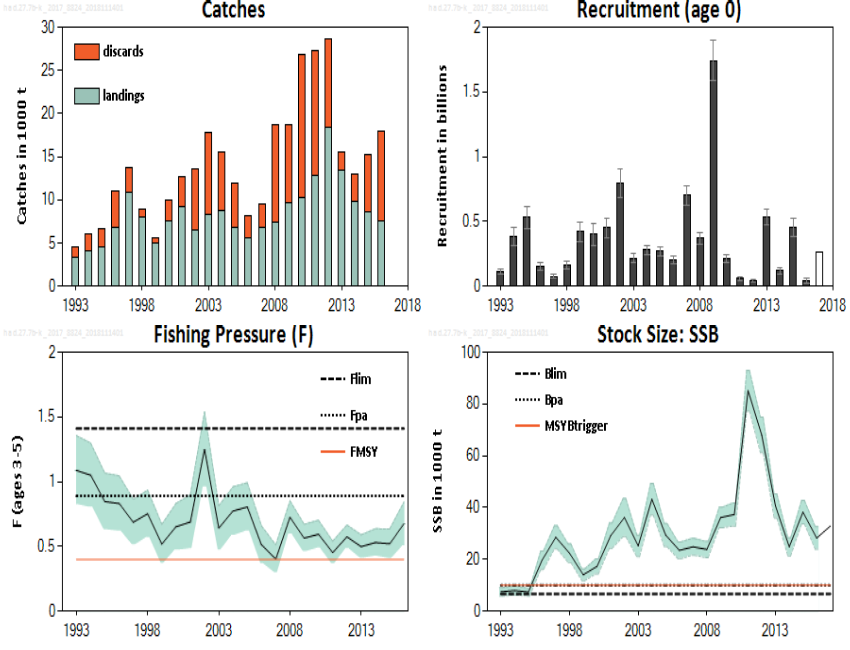 Catches
30
25
20
15
10
5
0
Catches in 1000 t
discards
landings
1993 1998 2003 2008 2013 2018
Recruitment (age 0)
2
1.5
1
0.5
0
Recruitment in billions
1993 1998 2003 2008 2013 2018
Fishing Pressure (F)
2
1.5
1
0.5
0
F (ages 3-5)
Flim
Fpa
FMSY
1993 1998 2003 2008 2013
Stock Size: SSB
100
80
60
40
20
0
SSB in 1000 t
Blim
Bpa
MSYBtrigger
1993 1998 2003 2008 2013